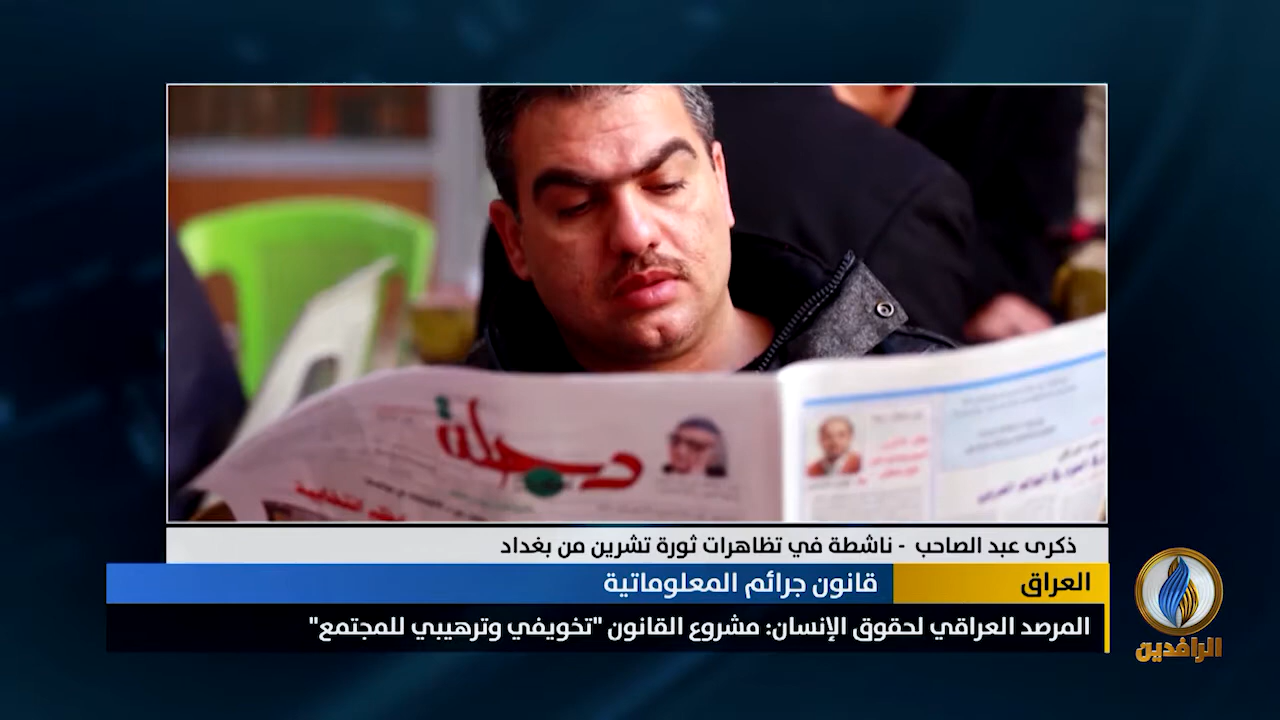 دجلة
ذكرى عبد الصاحب - ناشطة في تظاهرات ثورة تشرين من بغداد
العراق
قانون جرائم المعلوماتية
المرصد العراقي لحقوق الإنسان: مشروع القانون "تخويفي وترهيبي للمجتمع"
الرافدين